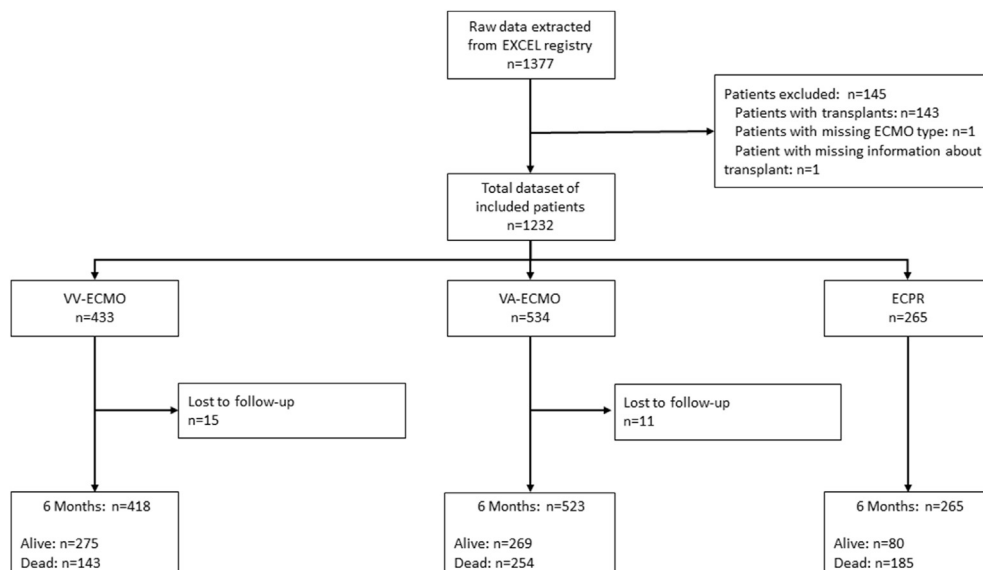 Raw data extracted
from EXCEL registry
n=1377
Patients excluded: n=145
Patients with transplants: n=143
Patients with missing ECMO type: n=1
Patient with missing information about
transplant: n=1
Total dataset of
included patients
n=1232
VV-ECMO
n=433
VA-ECMO
n=534
ECPR
n=265
Lost to follow-up
n=15
Lost to follow-up
n=11
6 Months: n=418
Alive: n=275
Dead: n=143
6 Months: n=523
Alive: n=269
Dead: n=254
6 Months: n=265
Alive: n=80
Dead: n=185